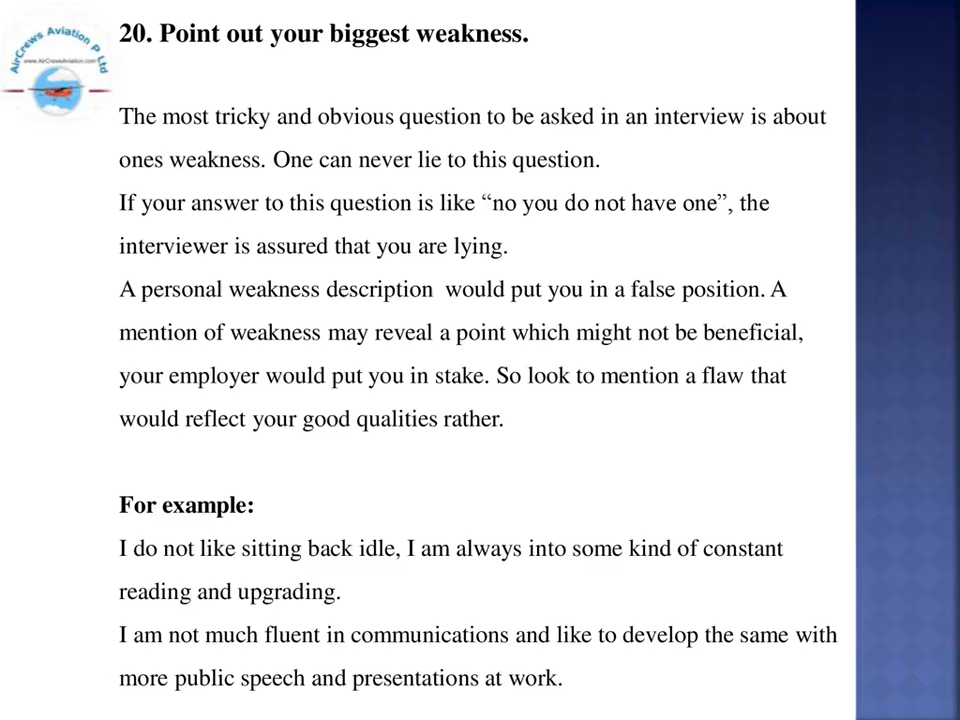 AirCrews Aviation P Ltd
www.AirCrewsAviation.com
20. Point out your biggest weakness.
The most tricky and obvious question to be asked in an interview is about
ones weakness. One can never lie to this question.
If your answer to this question is like “no you do not have one”, the
interviewer is assured that you are lying.
A personal weakness description  would put you in a false position. A
mention of weakness may reveal a point which might not be beneficial,
your employer would put you in stake. So look to mention a flaw that
would reflect your good qualities rather.
For example:
I do not like sitting back idle, I am always into some kind of constant
reading and upgrading.
I am not much fluent in communications and like to develop the same with
more public speech and presentations at work.